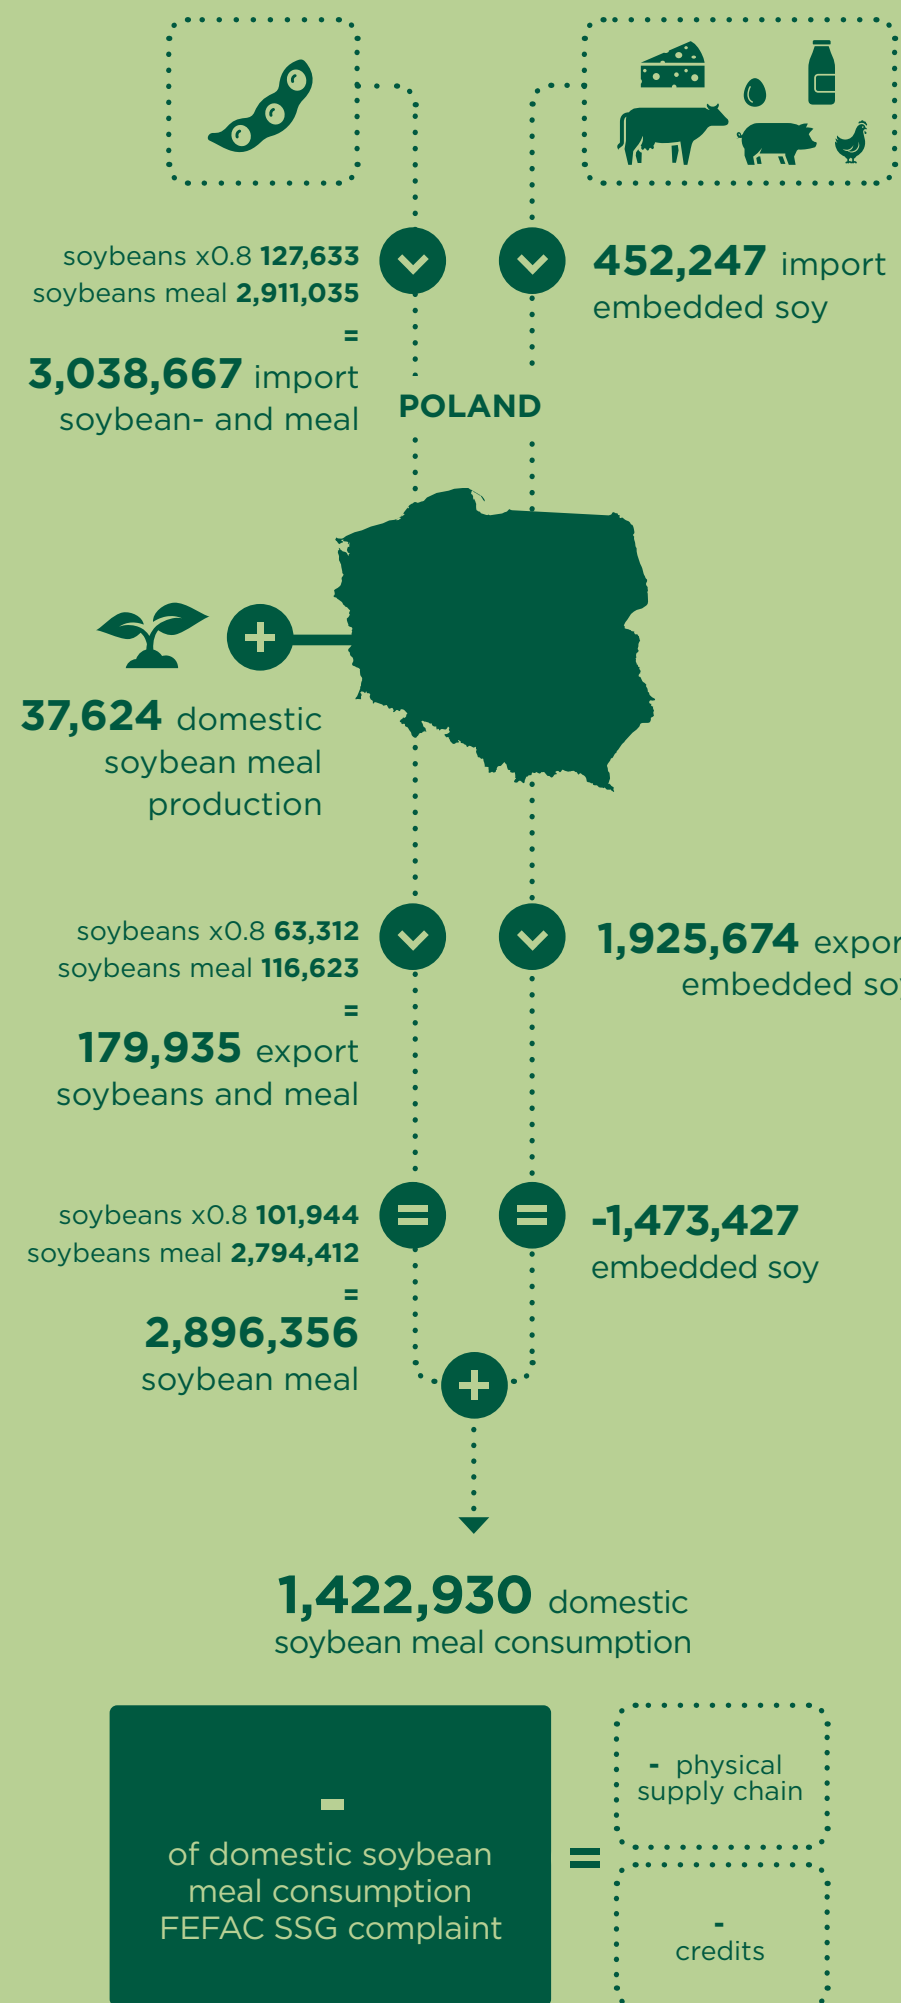 soybeans x0.8 127,633
soybeans meal 2,911,035
=
3,038,667 import
soybean- and meal
452,247 import
embedded soy
POLAND
37,624 domestic
soybean meal
production
soybeans x0.8 63,312
soybeans meal 116,623
=
179,935 export
soybeans and meal
1,925,674 expor
embedded so
soybeans x0.8 101,944
soybeans meal 2,794,412
=
2,896,356
soybean meal
-1,473,427
embedded soy
1,422,930 domestic
soybean meal consumption
-
of domestic soybean
meal consumption
FEFAC SSG complaint
=
- physical
supply chain
-
credits